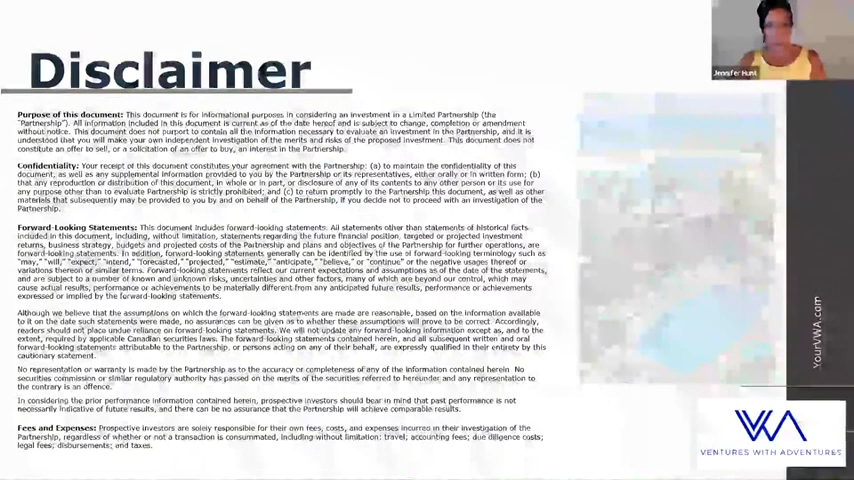 Disclaimer
Jennifer Hunt
Purpose of this document: This document is for informational purposes in considering an investment in a Limited Partnership (the
"Partnership"). All information included in this document is current as of the date hereof and is subject to change, completion or amendment
without notice. This document does not purport to contain all the information necessary to evaluate an investment in the Partnership, and it is
understood that you will make your own independent investigation of the merits and risks of the proposed investment. This document does not
constitute an offer to sell, or a solicitation of an offer to buy, an interest in the Partnership.
Confidentiality: Your receipt of this document constitutes your agreement with the Partnership: (a) to maintain the confidentiality of this
document, as well as any supplemental information provided to you by the Partnership or its representatives, either orally or in written form; (b)
that any reproduction or distribution of this document, in whole or in part, or disclosure of any of its contents to any other person or its use for
any purpose other than to evaluate Partnership is strictly prohibited; and (c) to return promptly to the Partnership this document, as well as other
materials that subsequently may be provided to you by and on behalf of the Partnership, if you decide not to proceed with an investigation of the
Partnership.
Forward-Looking Statements: This document includes forward-looking statements. All statements other than statements of historical facts
included in this document, including, without limitation, statements regarding the future financial position, targeted or projected investment
returns, business strategy, budgets and projected costs of the Partnership and plans and objectives of the Partnership for further operations, are
forward-looking statements. In addition, forward-looking statements generally can be identified by the use of forward-looking terminology such as
"may," "will," "expect," "intend," "forecasted," "projected," "estimate," "anticipate," "believe," or "continue" or the negative usages thereof or
variations thereon or similar terms. Forward-looking statements reflect our current expectations and assumptions as of the date of the statements,
and are subject to a number of known and unknown risks, uncertainties and other factors, many of which are beyond our control, which may
cause actual results, performance or achievements to be materially different from any anticipated future results, performance or achievements
expressed or implied by the forward-looking statements.
Although we believe that the assumptions on which the forward-looking statements are made are reasonable, based on the information available
to it on the date such statements were made, no assurances can be given as to whether these assumptions will prove to be correct. Accordingly,
readers should not place undue reliance on forward-looking statements. We will not update any forward-looking information except as, and to the
extent, required by applicable Canadian securities laws. The forward-looking statements contained herein, and all subsequent written and oral
forward-looking statements attributable to the Partnership, or persons acting on any of their behalf, are expressly qualified in their entirety by this
cautionary statement.
No representation or warranty is made by the Partnership as to the accuracy or completeness of any of the information contained herein. No
securities commission or similar regulatory authority has passed on the merits of the securities referred to hereunder and any representation to
the contrary is an offence.
In considering the prior performance information contained herein, prospective investors should bear in mind that past performance is not
necessarily indicative of future results, and there can be no assurance that the Partnership will achieve comparable results.
Fees and Expenses: Prospective investors are solely responsible for their own fees, costs, and expenses incurred in their investigation of the
Partnership, regardless of whether or not a transaction is consummated, including without limitation: travel; accounting fees; due diligence costs;
legal fees; disbursements; and taxes.
YourVWA.com
VWA
VENTURES WITH ADVENTURES